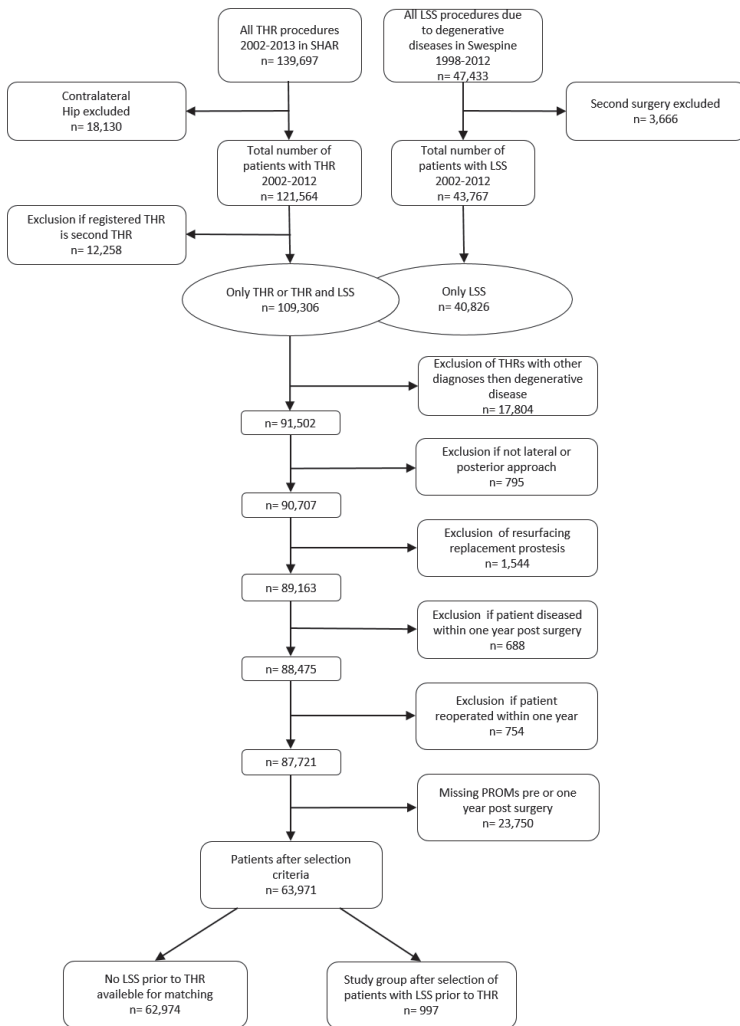 All THR procedures
2002-2013 in SHAR
n= 139,697
All LSS procedures due
to degenerative
diseases in Swespine
1998-2012
n= 47,433
Contralateral
Hip excluded
n= 18,130
Second surgery excluded
n= 3,666
Total number of
patients with THR
2002-2012
n= 121,564
Total number of
patients with LSS
2002-2012
n= 43,767
Exclusion if registered THR
is second THR
n= 12,258
Only THR or THR and LSS
n= 109,306
Only LSS
n= 40,826
Exclusion of THRs with other
diagnoses then degenerative
disease
n= 17,804
n= 91,502
Exclusion if not lateral or
posterior approach
n= 795
n= 90,707
Exclusion of resurfacing
replacement prostesis
n= 1,544
n= 89,163
Exclusion if patient diseased
within one year post surgery
n= 688
n= 88,475
Exclusion if patient
reoperated within one year
n= 754
n= 87,721
Missing PROMs pre or one
year post surgery
n= 23,750
Patients after selection
criteria
n= 63,971
No LSS prior to THR
available for matching
n= 62,974
Study group after selection of
patients with LSS prior to THR
n= 997